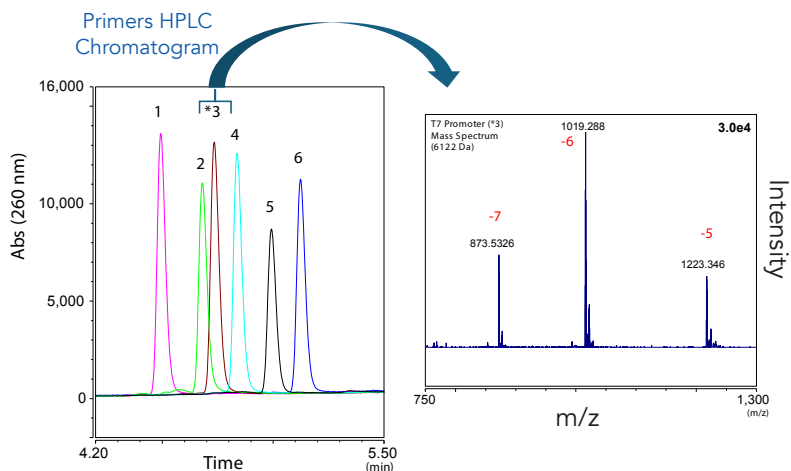 Primers HPLC
Chromatogram
16,000
10,000
5,000
0
Abs (260 nm)
1
2
*3
4
5
6
4.20
5.50
Time
(min)
T7 Promoter (*3)
Mass Spectrum
(6122 Da)
1019.288
3.0e4
-6
-7
873.5326
-5
1223.346
Intensity
750
1,300
m/z
(m/z)